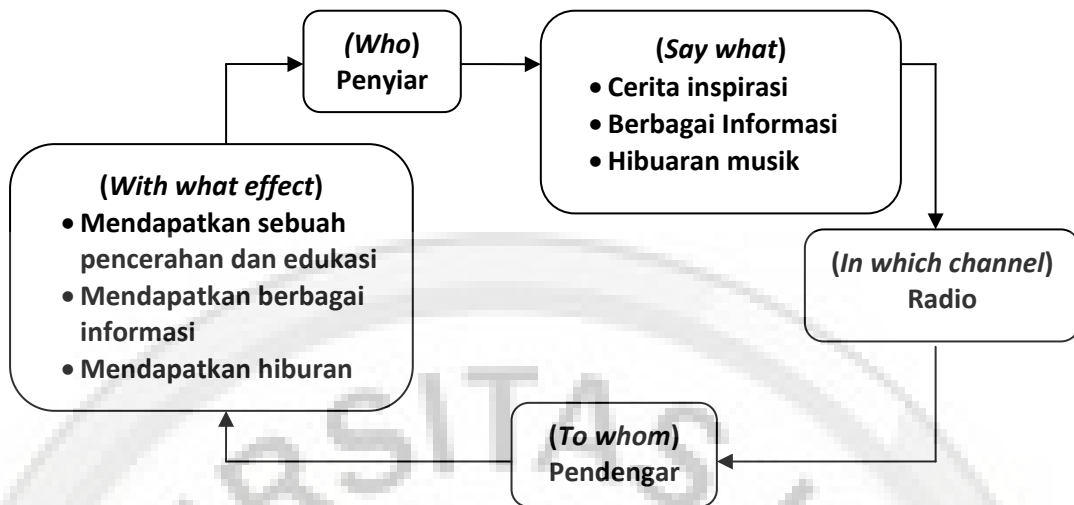 (Who)
Penyiar
(Say what)
• Cerita inspirasi
• Berbagai Informasi
• Hibuaran musik
(In which channel)
Radio
(To whom)
Pendengar
(With what effect)
• Mendapatkan sebuah
pencerahan dan edukasi
• Mendapatkan berbagai
informasi
• Mendapatkan hiburan
RSITAS